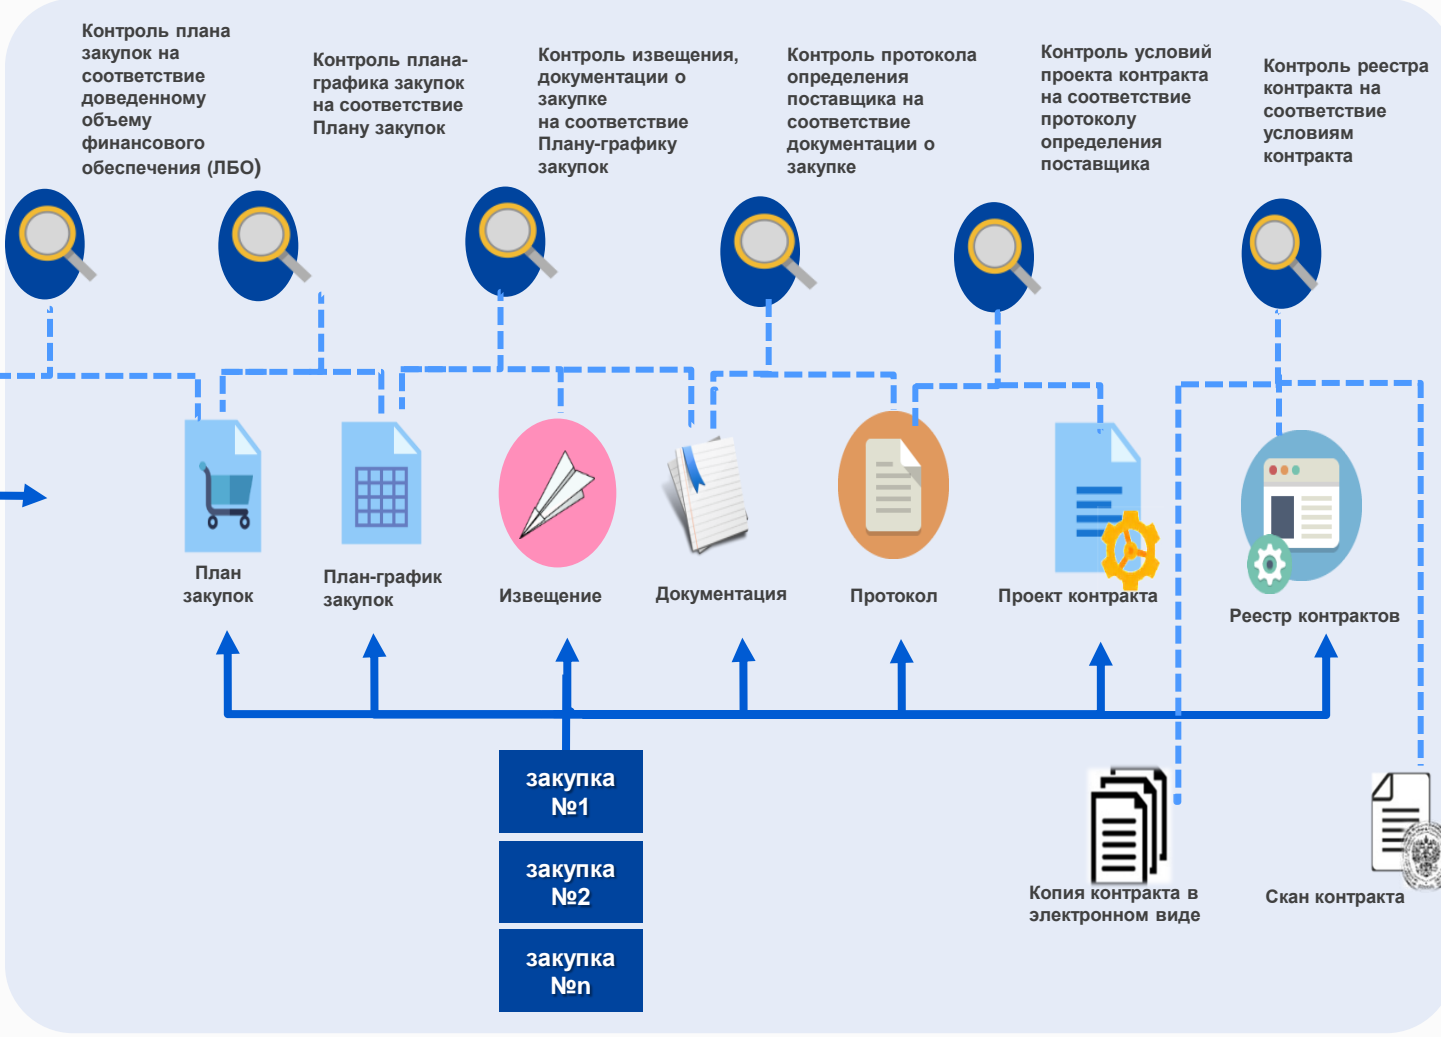 Контроль плана
закупок на
соответствие
доведенному
объему
финансового
обеспечения (ЛБО)
Контроль плана-
графика закупок
на соответствие
Плану закупок
Контроль извещения,
документации о
закупке
на соответствие
Плану-графику
закупок
Контроль протокола
определения
поставщика на
соответствие
документации о
закупке
Контроль условий
проекта контракта
на соответствие
протоколу
определения
поставщика
Контроль реестра
контракта на
соответствие
условиям
контракта
План
закупок
План-график
закупок
Извещение
Документация
Протокол
Проект контракта
Реестр контрактов
закупка
№1
закупка
№2
закупка
№n
Копия контракта в
электронном виде
Скан контракта